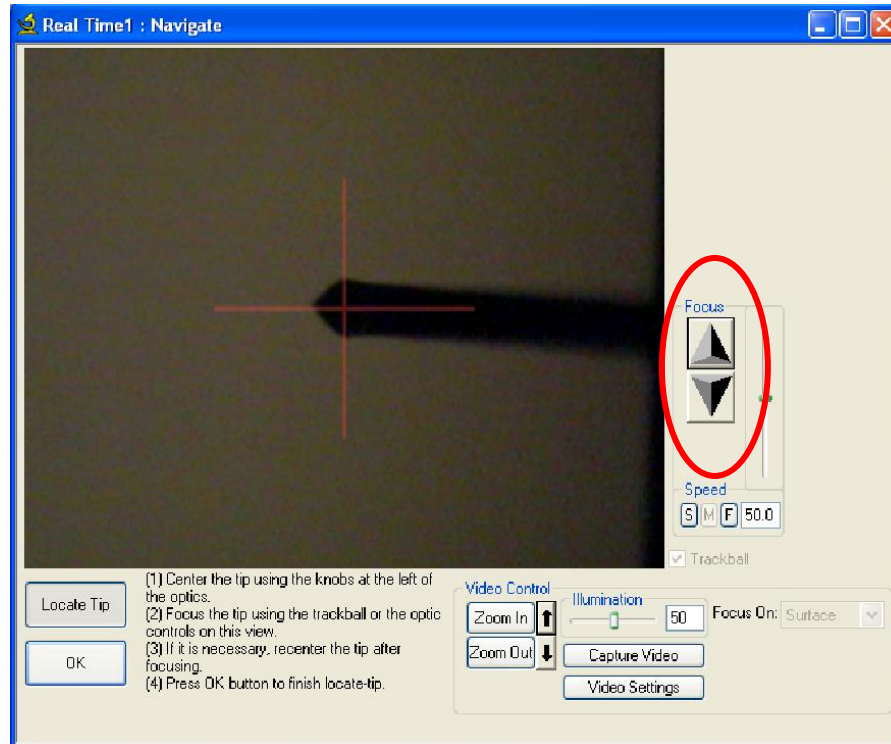 Real Time1 : Navigate
Focus
Speed
S M F 50.0
Trackball
Locate Tip
OK
(1) Center the tip using the knobs at the left of
the optics.
(2) Focus the tip using the trackball or the optic
controls on this view.
(3) If it is necessary, recenter the tip after
focusing.
(4) Press OK button to finish locate-tip.
Video Control
Zoom In
Zoom Out
Illumination
50
Capture Video
Video Settings
Focus On: Surface